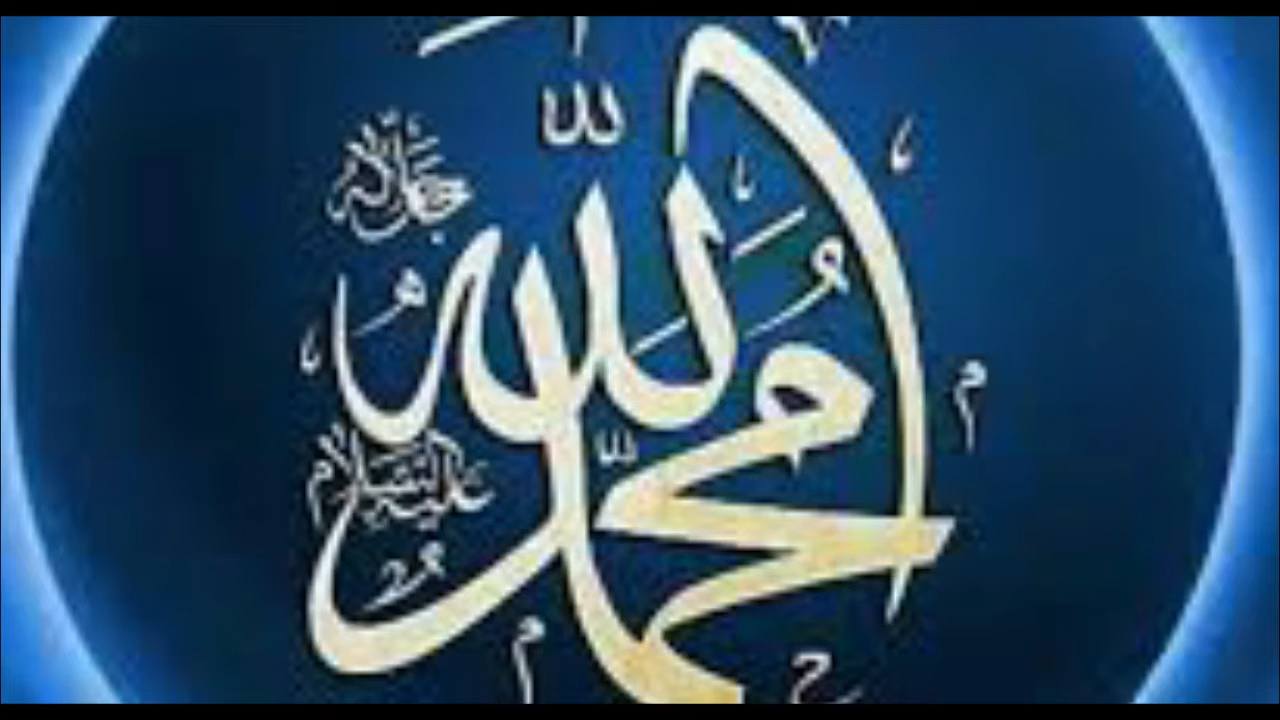 الله
جل جلاله
محمد
عليه السلام